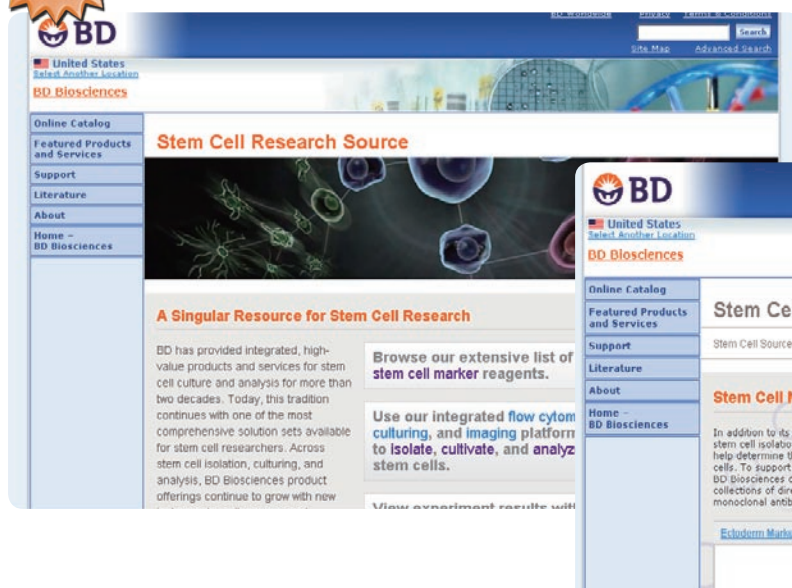 BD Worldwide Privacy Terms & Conditions
BD
Search
Site Map Advanced Search
United States
Select Another Location
BD Biosciences
Online Catalog
Featured Products
and Services
Support
Literature
About
Home –
BD Biosciences
Stem Cell Research Source
A Singular Resource for Stem Cell Research
BD has provided integrated, high-
value products and services for stem
cell culture and analysis for more than
two decades. Today, this tradition
continues with one of the most
comprehensive solution sets available
for stem cell researchers. Across
stem cell isolation, culturing, and
analysis, BD Biosciences product
offerings continue to grow with new
Browse our extensive list of
stem cell marker reagents.
Use our integrated flow cytom
culturing, and imaging platform
to isolate, cultivate, and analyz
stem cells.
View experiment results with
BD
United States
Select Another Location
BD Biosciences
Online Catalog
Featured Products
and Services
Support
Literature
About
Home –
BD Biosciences
Stem Ce
Stem Cell Source
Stem Cell M
In addition to its
stem cell isolatio
help determine th
cells. To support
BD Biosciences o
collections of dire
monoclonal antib
Ectoderm Marke